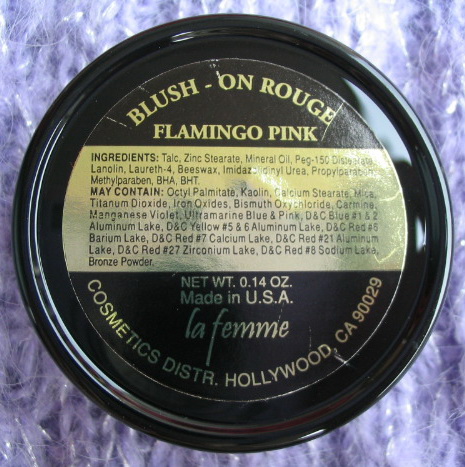 BLUSH - ON ROUGE
FLAMINGO PINK
INGREDIENTS: Talc, Zinc Stearate, Mineral Oil, Peg-150 Distearate,
Lanolin, Laureth-4, Beeswax, Imidazolidinyl Urea, Propylparaben,
Methylparaben, BHA, BHT.
MAY CONTAIN: Octyl Palmitate, Kaolin, Calcium Stearate, Mica,
Titanum Dioxide, Iron Oxides, Bismuth Oxychloride, Carmine,
Manganese Violet, Ultramarine Blue & Pink, D&C Blue #1 & 2
Aluminum Lake, D&C Yellow #5 & 6 Aluminum Lake, D&C Red #6
Barium Lake, D&C Red #7 Calcium Lake, D&C Red #21 Aluminum
Lake, D&C Red #27 Zirconium Lake, D&C Red #8 Sodium Lake,
Bronze Powder.
NET WT. 0.14 OZ.
Made in U.S.A.
la femme
COSMETICS DISTR. HOLLYWOOD, CA 90029